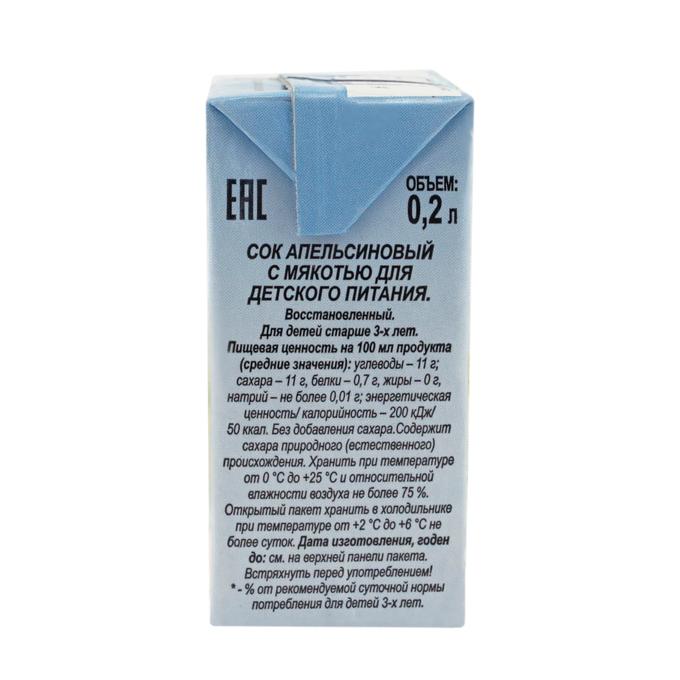 ЕАС
ОБЪЕМ:
0,2 л
СОК АПЕЛЬСИНОВЫЙ
С МЯКОТЬЮ ДЛЯ
ДЕТСКОГО ПИТАНИЯ.
Восстановленный.
Для детей старше 3-х лет.
Пищевая ценность на 100 мл продукта
(средние значения): углеводы – 11 г;
сахара – 11 г, белки – 0,7 г, жиры – 0 г,
натрий – не более 0,01 г; энергетическая
ценность/ калорийность – 200 кДж/
50 ккал. Без добавления сахара.Содержит
сахара природного (естественного)
происхождения. Хранить при температуре
от 0 °С до +25 °С и относительной
влажности воздуха не более 75 %.
Открытый пакет хранить в холодильнике
при температуре от +2 °С до +6 °С не
более суток. Дата изготовления, годен
до: см. на верхней панели пакета.
Встряхнуть перед употреблением!
* - % от рекомендуемой суточной нормы
потребления для детей 3-х лет.